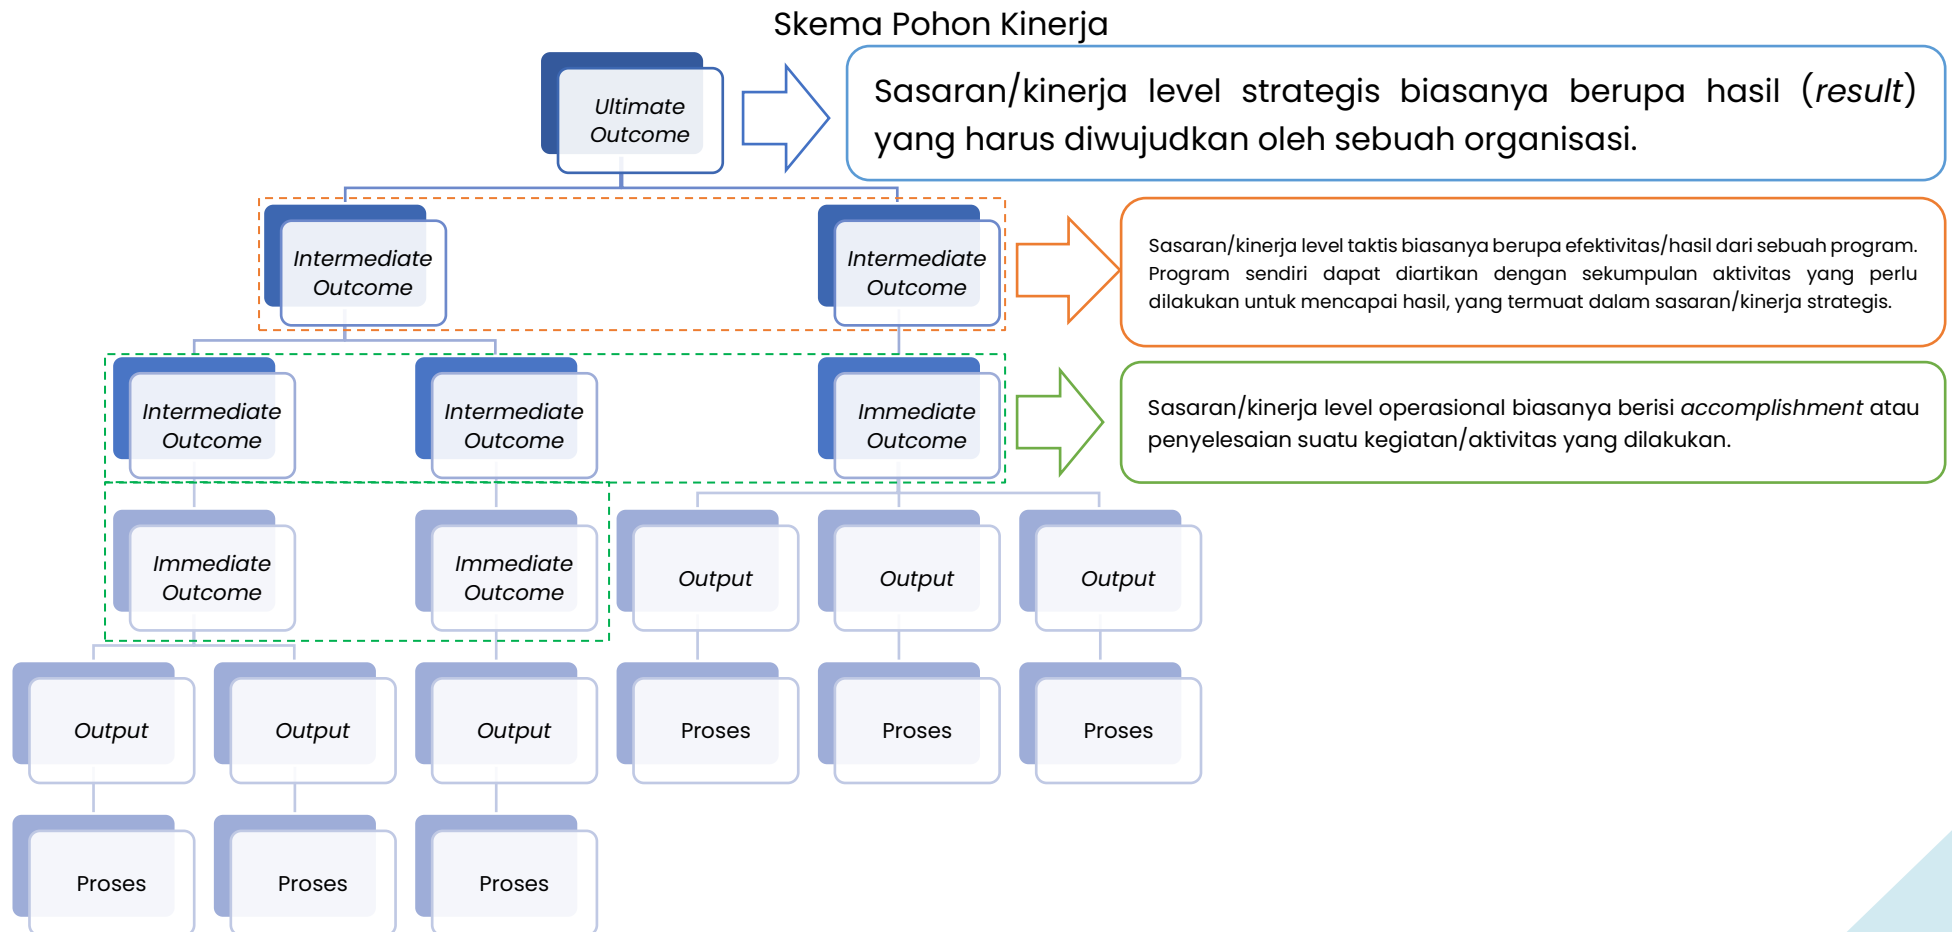 Skema Pohon Kinerja
Ultimate
Outcome
Sasaran/kinerja level strategis biasanya berupa hasil (result)
yang harus diwujudkan oleh sebuah organisasi.
Intermediate
Outcome
Intermediate
Outcome
Sasaran/kinerja level taktis biasanya berupa efektivitas/hasil dari sebuah program.
Program sendiri dapat diartikan dengan sekumpulan aktivitas yang perlu
dilakukan untuk mencapai hasil, yang termuat dalam sasaran/kinerja strategis.
Intermediate
Outcome
Intermediate
Outcome
Immediate
Outcome
Sasaran/kinerja level operasional biasanya berisi accomplishment atau
penyelesaian suatu kegiatan/aktivitas yang dilakukan.
Immediate
Outcome
Immediate
Outcome
Output
Output
Output
Output
Output
Output
Proses
Proses
Proses
Proses
Proses
Proses